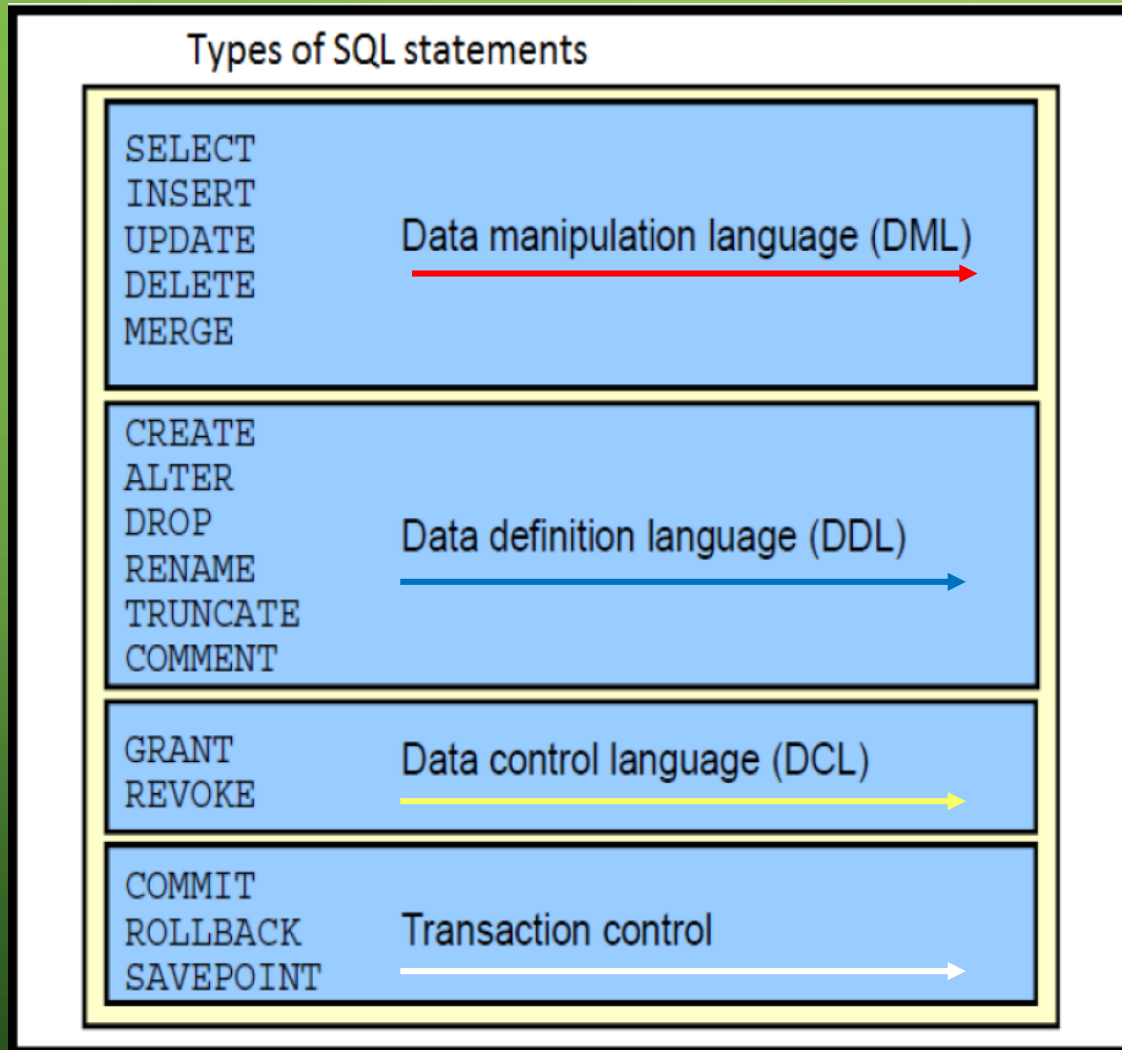 Types of SQL statements
SELECT
INSERT
UPDATE
DELETE
MERGE
Data manipulation language (DML)
CREATE
ALTER
DROP
RENAME
TRUNCATE
COMMENT
Data definition language (DDL)
GRANT
REVOKE
Data control language (DCL)
COMMIT
ROLLBACK
SAVEPOINT
Transaction control